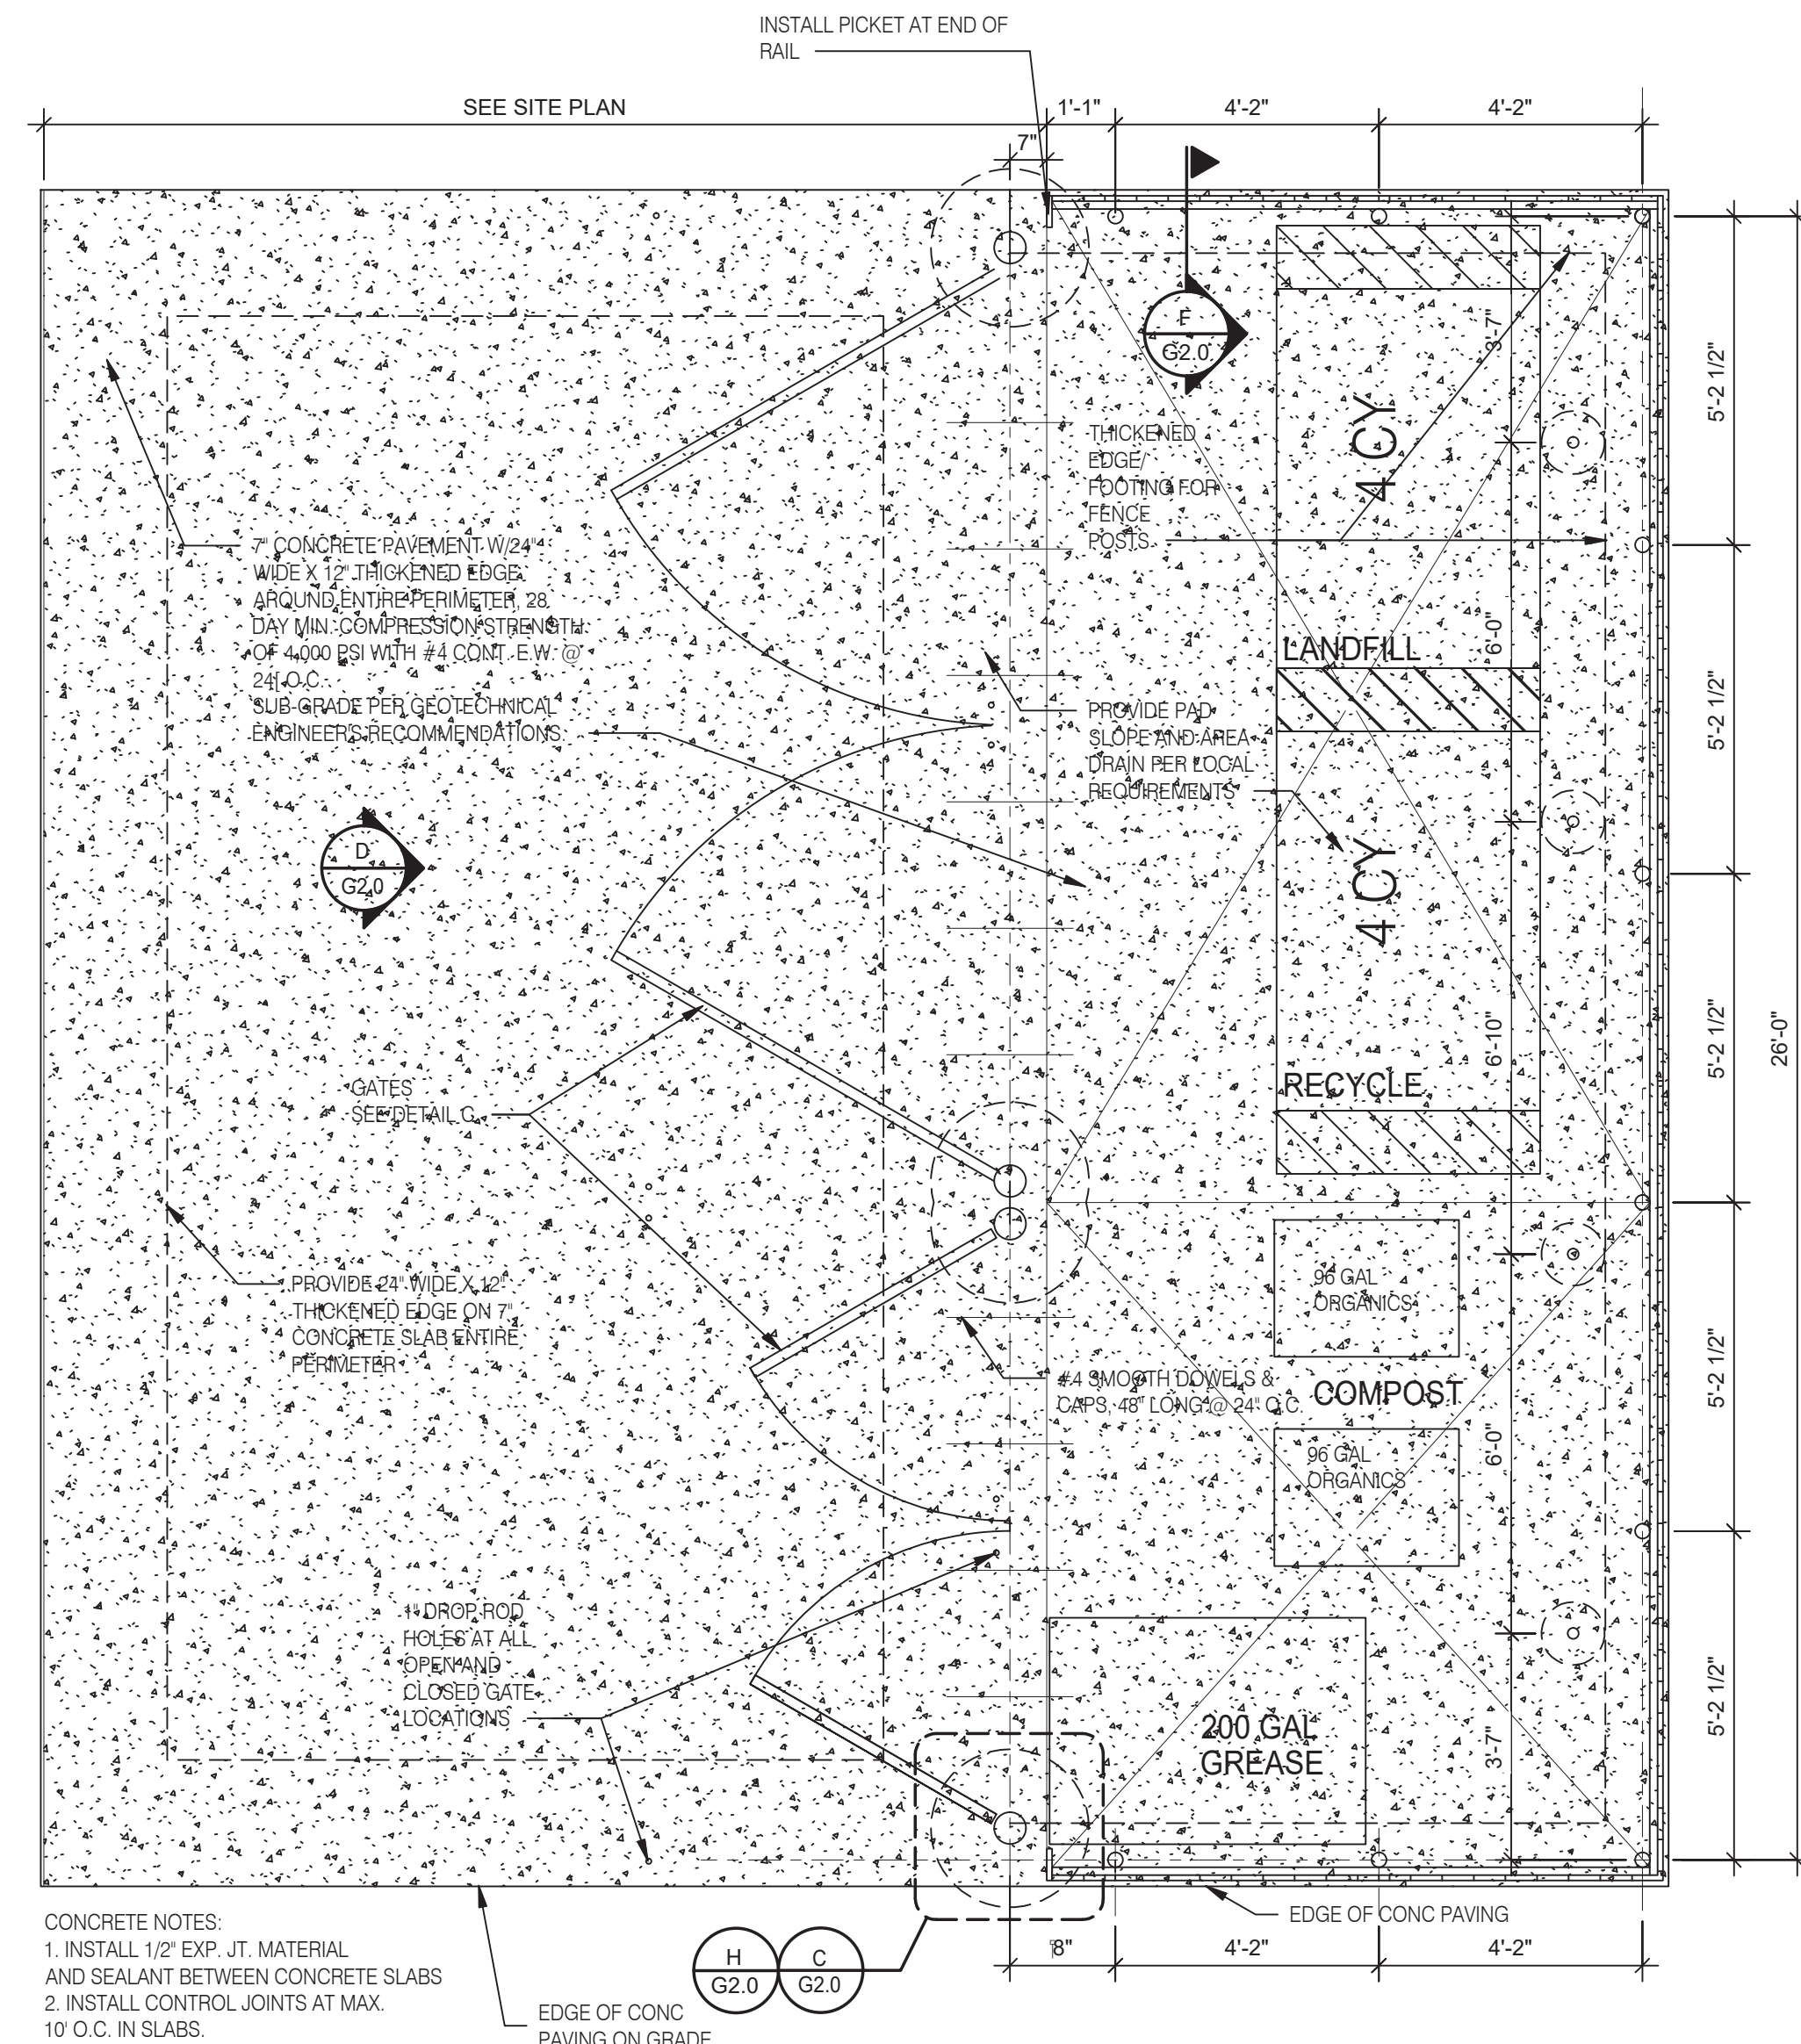 INSTALL PICKET AT END OF
RAIL
SEE SITE PLAN
1'-1"
4'-2"
4'-2"
7"
F
G2.0
3'-7"
4 CY
THICKENED
EDGE/
FOOTING FOR
FENCE
POSTS
5'-2 1/2"
7" CONCRETE PAVEMENT W/24"
WIDE X 12" THICKENED EDGE
AROUND ENTIRE PERIMETER, 28
DAY MIN. COMPRESSION STRENGTH
OF 4,000 PSI WITH #4 CONT. E.W. @
24[ O.C.
SUB-GRADE PER GEOTECHNICAL
ENGINEER'S RECOMMENDATIONS.
LANDFILL
6'-0"
5'-2 1/2"
PROVIDE PAD
SLOPE AND AREA
DRAIN PER LOCAL
REQUIREMENTS
D
G2.0
4 CY
6'-10"
5'-2 1/2"
26'-0"
RECYCLE
GATES
SEE DETAIL C
PROVIDE 24" WIDE X 12"
THICKENED EDGE ON 7"
CONCRETE SLAB ENTIRE
PERIMETER
96 GAL
ORGANICS
#4 SMOOTH DOWELS &
CAPS, 48" LONG @ 24" O.C.
COMPOST
5'-2 1/2"
96 GAL
ORGANICS
6'-0"
1" DROP ROD
HOLES AT ALL
OPEN AND
CLOSED GATE
LOCATIONS
200 GAL
GREASE
3'-7"
5'-2 1/2"
EDGE OF CONC PAVING
8"
4'-2"
4'-2"
H
G2.0
C
G2.0
CONCRETE NOTES:
1. INSTALL 1/2" EXP. JT. MATERIAL
AND SEALANT BETWEEN CONCRETE SLABS
2. INSTALL CONTROL JOINTS AT MAX.
10' O.C. IN SLABS.
EDGE OF CONC
PAVING ON GRADE